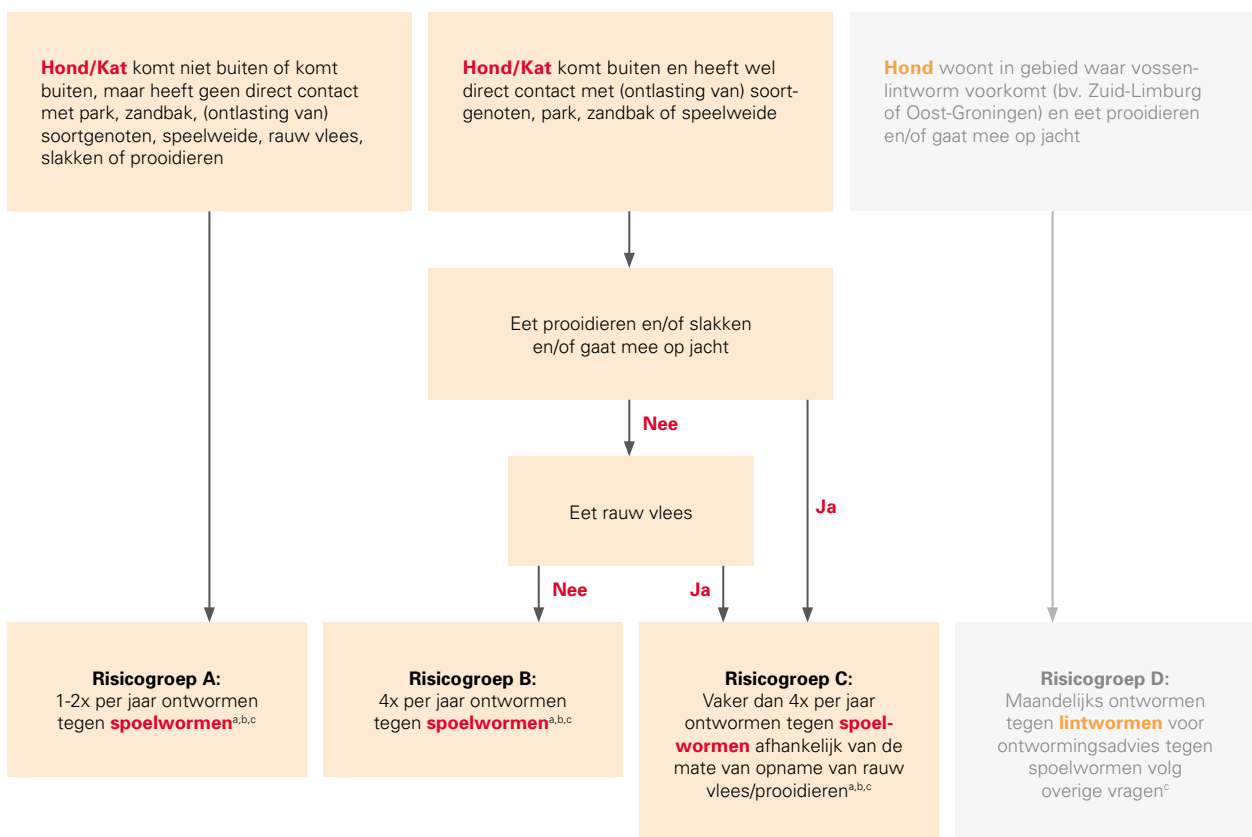 Hond/Kat komt niet buiten of komt
buiten, maar heeft geen direct contact
met park, zandbak, (ontlasting van)
soortgenoten, speelweide, rauw vlees,
slakken of prooidieren
Hond/Kat komt buiten en heeft wel
direct contact met (ontlasting van) soort-
genoten, park, zandbak of speelweide
Hond woont in gebied waar vossen-
lintworm voorkomt (bv. Zuid-Limburg
of Oost-Groningen) en eet prooidieren
en/of gaat mee op jacht
Eet prooidieren en/of slakken
en/of gaat mee op jacht
Nee
Ja
Eet rauw vlees
Nee
Ja
Risicogroep A:
1-2x per jaar ontwormen
tegen spoelwormena,b,c
Risicogroep B:
4x per jaar ontwormen
tegen spoelwormena,b,c
Risicogroep C:
Vaker dan 4x per jaar
ontwormen tegen spoel-
wormen afhankelijk van de
mate van opname van rauw
vlees/prooidierena,b,c
Risicogroep D:
Maandelijks ontwormen
tegen lintwormen voor
ontwormingsadvies tegen
spoelwormen volg
overige vragenc